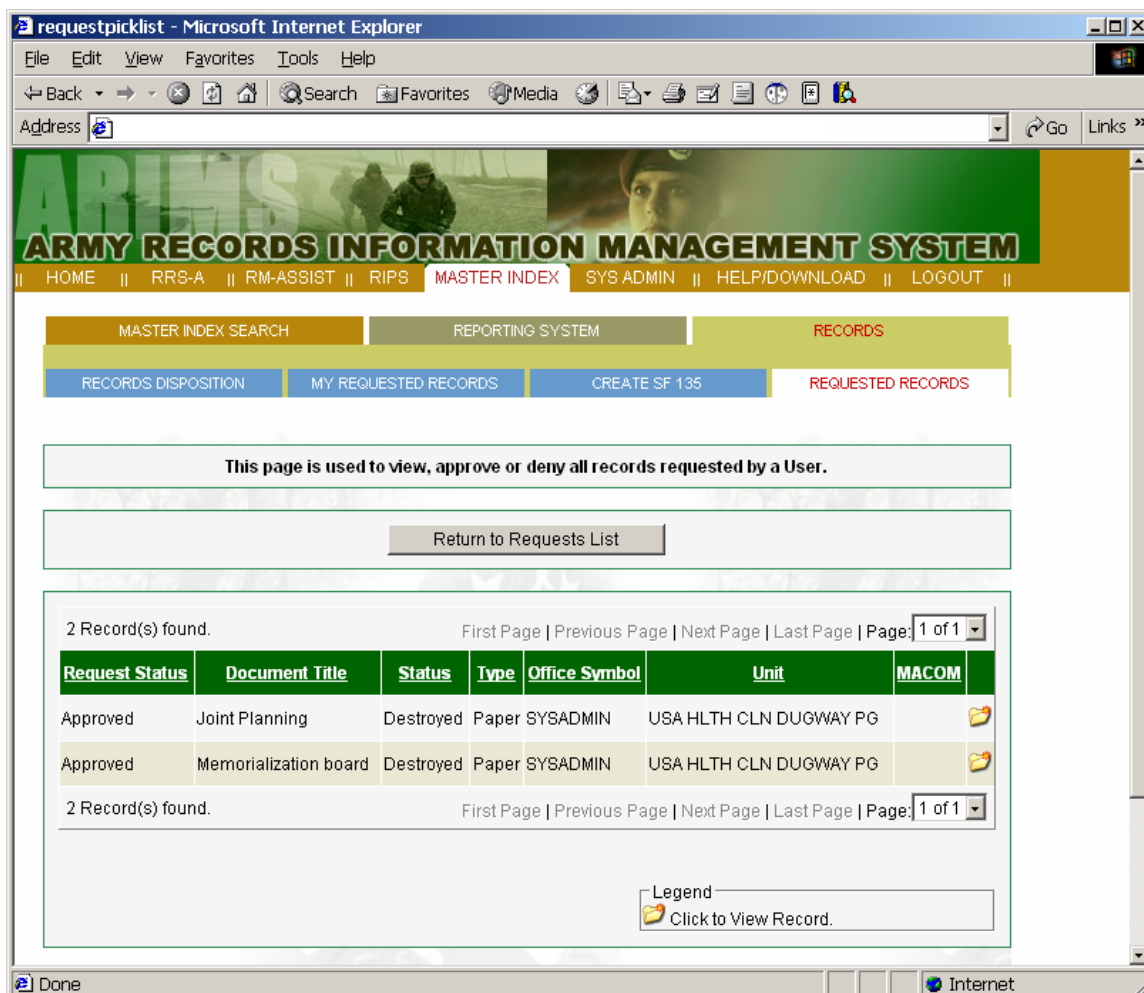 requestpicklist - Microsoft Internet Explorer
File Edit View Favorites Tools Help
Back Search Favorites Media
Address Go Links »
ARIMS
ARMY RECORDS INFORMATION MANAGEMENT SYSTEM
|| HOME || RRS-A || RM-ASSIST || RIPS MASTER INDEX SYS ADMIN || HELP/DOWNLOAD || LOGOUT ||
MASTER INDEX SEARCH REPORTING SYSTEM RECORDS
RECORDS DISPOSITION MY REQUESTED RECORDS CREATE SF 135 REQUESTED RECORDS
This page is used to view, approve or deny all records requested by a User.
Return to Requests List
2 Record(s) found. First Page | Previous Page | Next Page | Last Page | Page: 1 of 1
Request Status Document Title Status Type Office Symbol Unit MACOM
Approved Joint Planning Destroyed Paper SYSADMIN USA HLTH CLN DUGWAY PG
Approved Memorialization board Destroyed Paper SYSADMIN USA HLTH CLN DUGWAY PG
2 Record(s) found. First Page | Previous Page | Next Page | Last Page | Page: 1 of 1
Legend
Click to View Record.
Done Internet